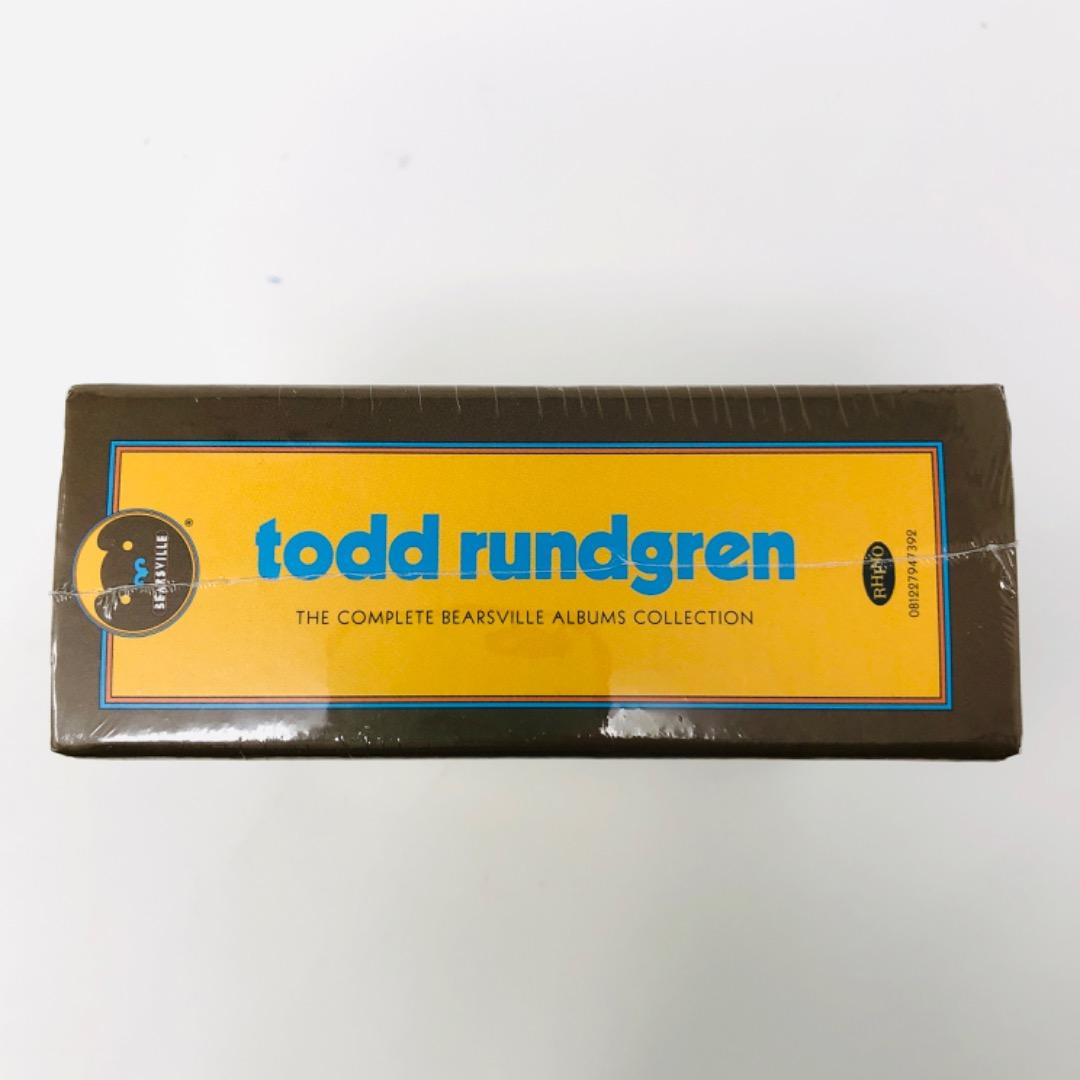 BEARSVILLE
®
todd rundgren
THE COMPLETE BEARSVILLE ALBUMS COLLECTION
RHINO
081227947392